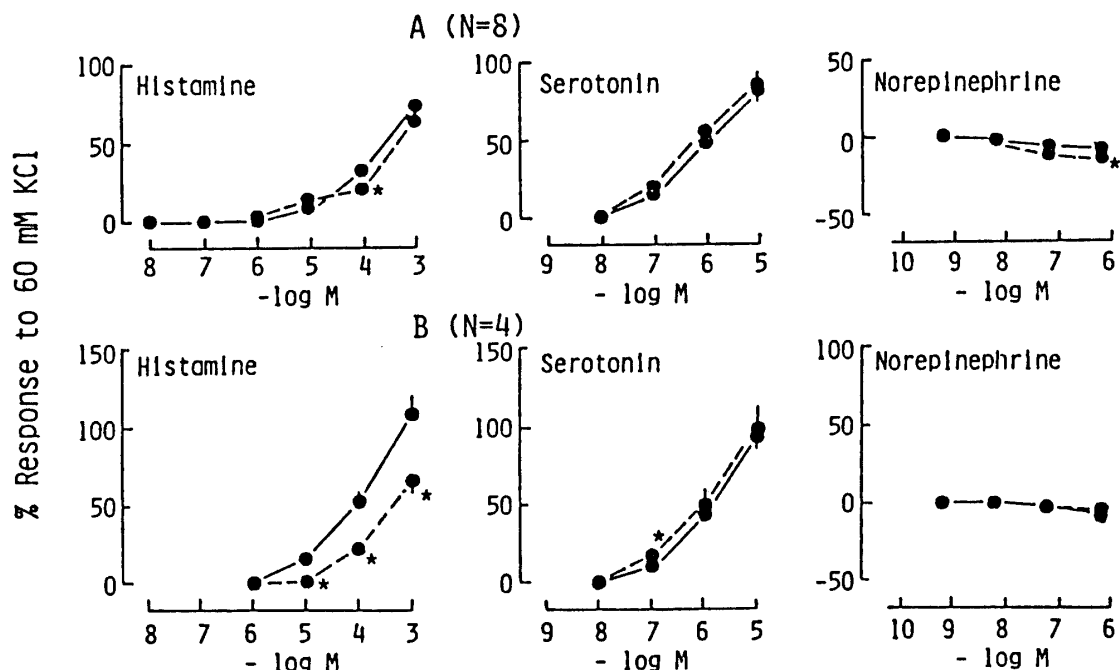 A (N=8)
% Response to 60 mM KCl
Histamine
100
50
0
8 7 6 5 4 3
-log M
Serotonin
100
50
0
9 8 7 6 5
- log M
Norepinephrine
50
0
-50
10 9 8 7 6
- log M
*
*
B (N=4)
Histamine
150
100
50
0
8 7 6 5 4 3
- log M
* * *
Serotonin
150
100
50
0
9 8 7 6 5
- log M
*
Norepinephrine
100
50
0
-50
10 9 8 7 6
- log M